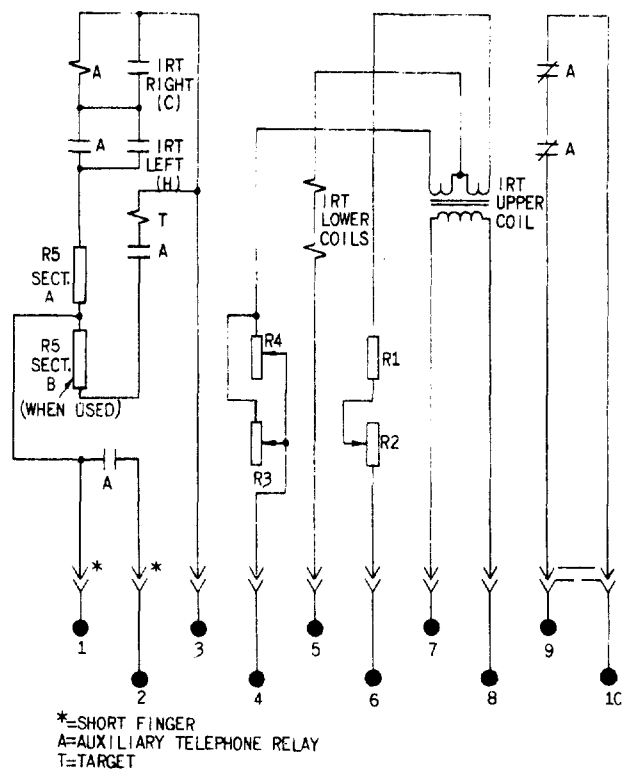 A
IRT
RIGHT
(C)
A
IRT
LEFT
(H)
A
A
IRT
UPPER
COIL
IRT
LOWER
COILS
T
A
R5
SECT.
A
R5
SECT.
B
(WHEN USED)
R4
R1
R2
R3
A
*
*
1
2
3
4
5
6
7
8
9
10
*=SHORT FINGER
A=AUXILIARY TELEPHONE RELAY
T=TARGET